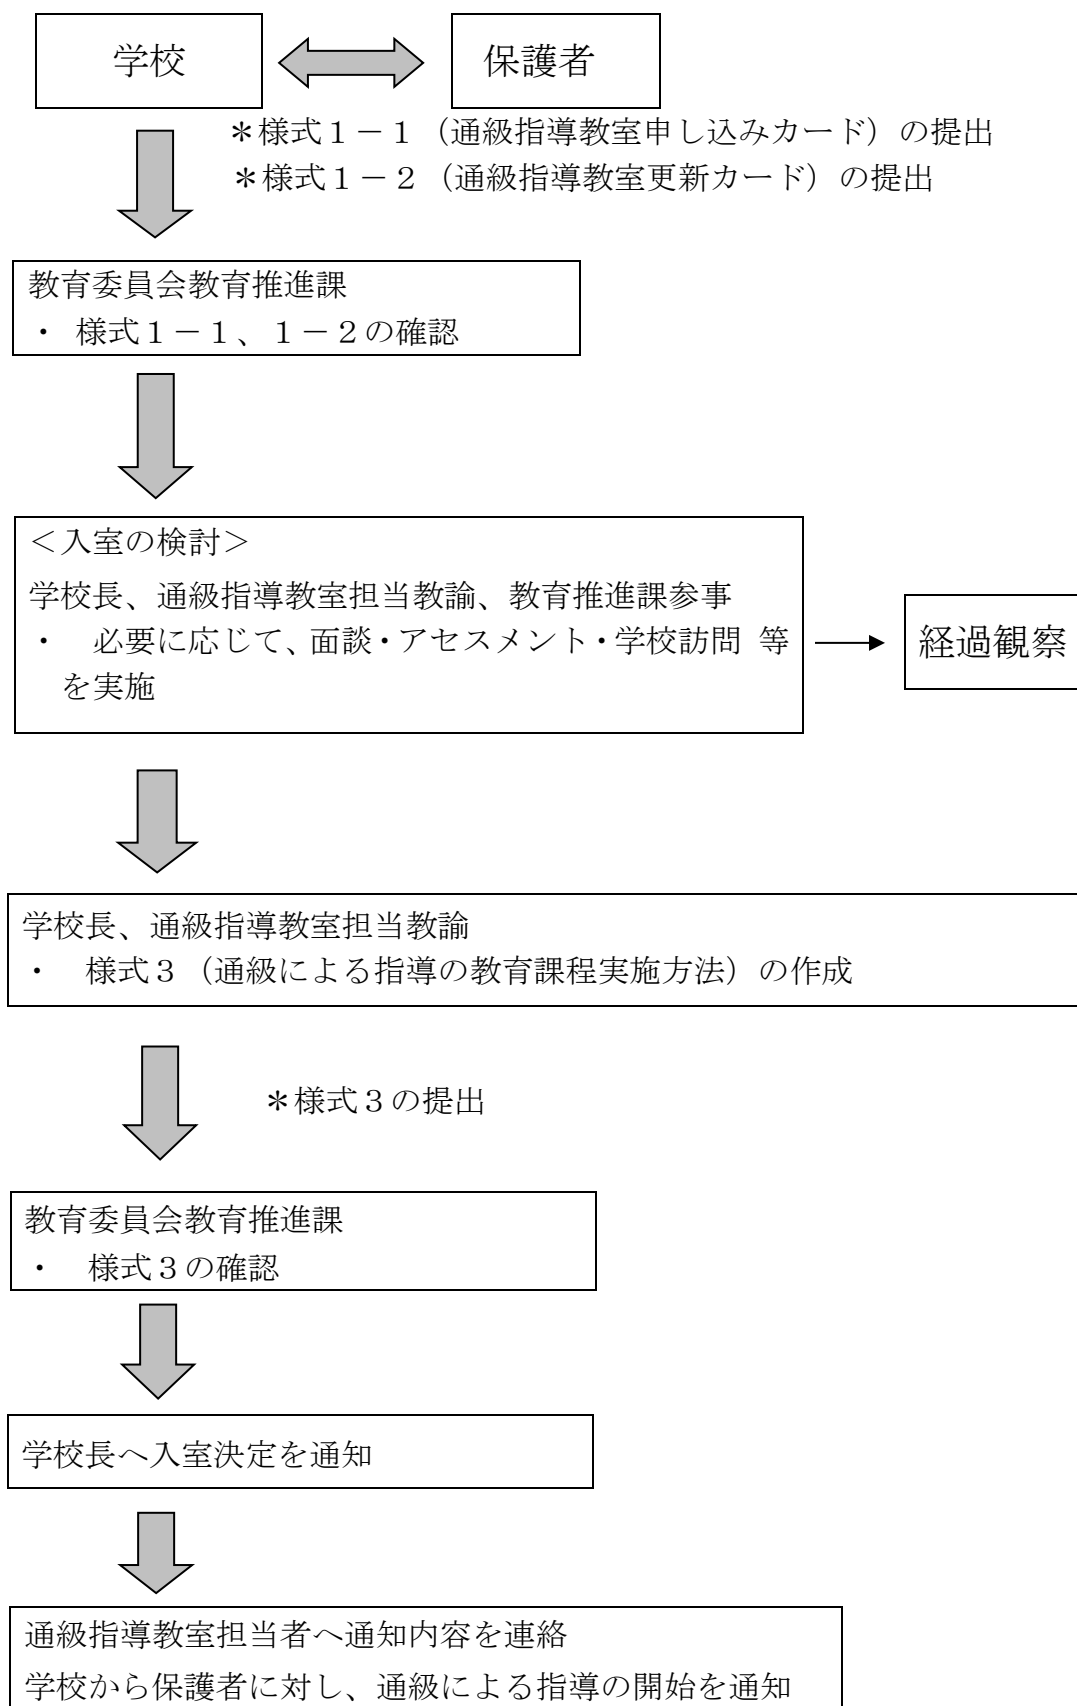 学校
保護者
＊様式１－１（通級指導教室申し込みカード）の提出
＊様式１－２（通級指導教室更新カード）の提出
教育委員会教育推進課
・ 様式１－１、１－２の確認
＜入室の検討＞
学校長、通級指導教室担当教諭、教育推進課参事
・　必要に応じて、面談・アセスメント・学校訪問 等
を実施
経過観察
学校長、通級指導教室担当教諭
・　様式３（通級による指導の教育課程実施方法）の作成
＊様式３の提出
教育委員会教育推進課
・　様式３の確認
学校長へ入室決定を通知
通級指導教室担当者へ通知内容を連絡
学校から保護者に対し、通級による指導の開始を通知